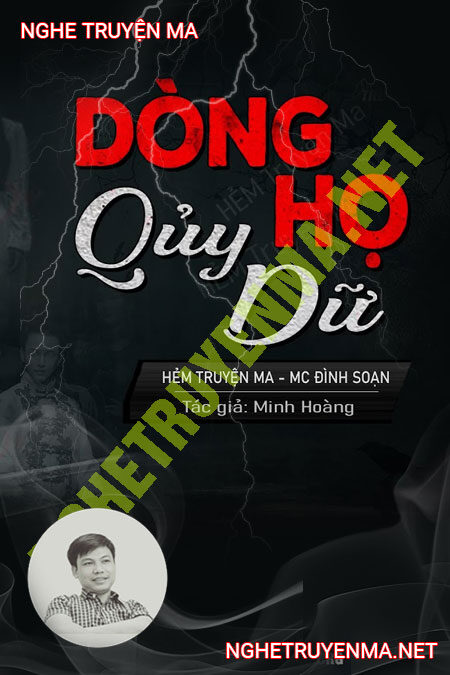 NGHE TRUYỆN MA
DÒNG
HỌ
Qủy
Dữ
HẺM TRUYỆN MA - MC ĐÌNH SOẠN
Tác giả: Minh Hoàng
NGHETRUYENMA.NET
NGHETRUYENMA.NET